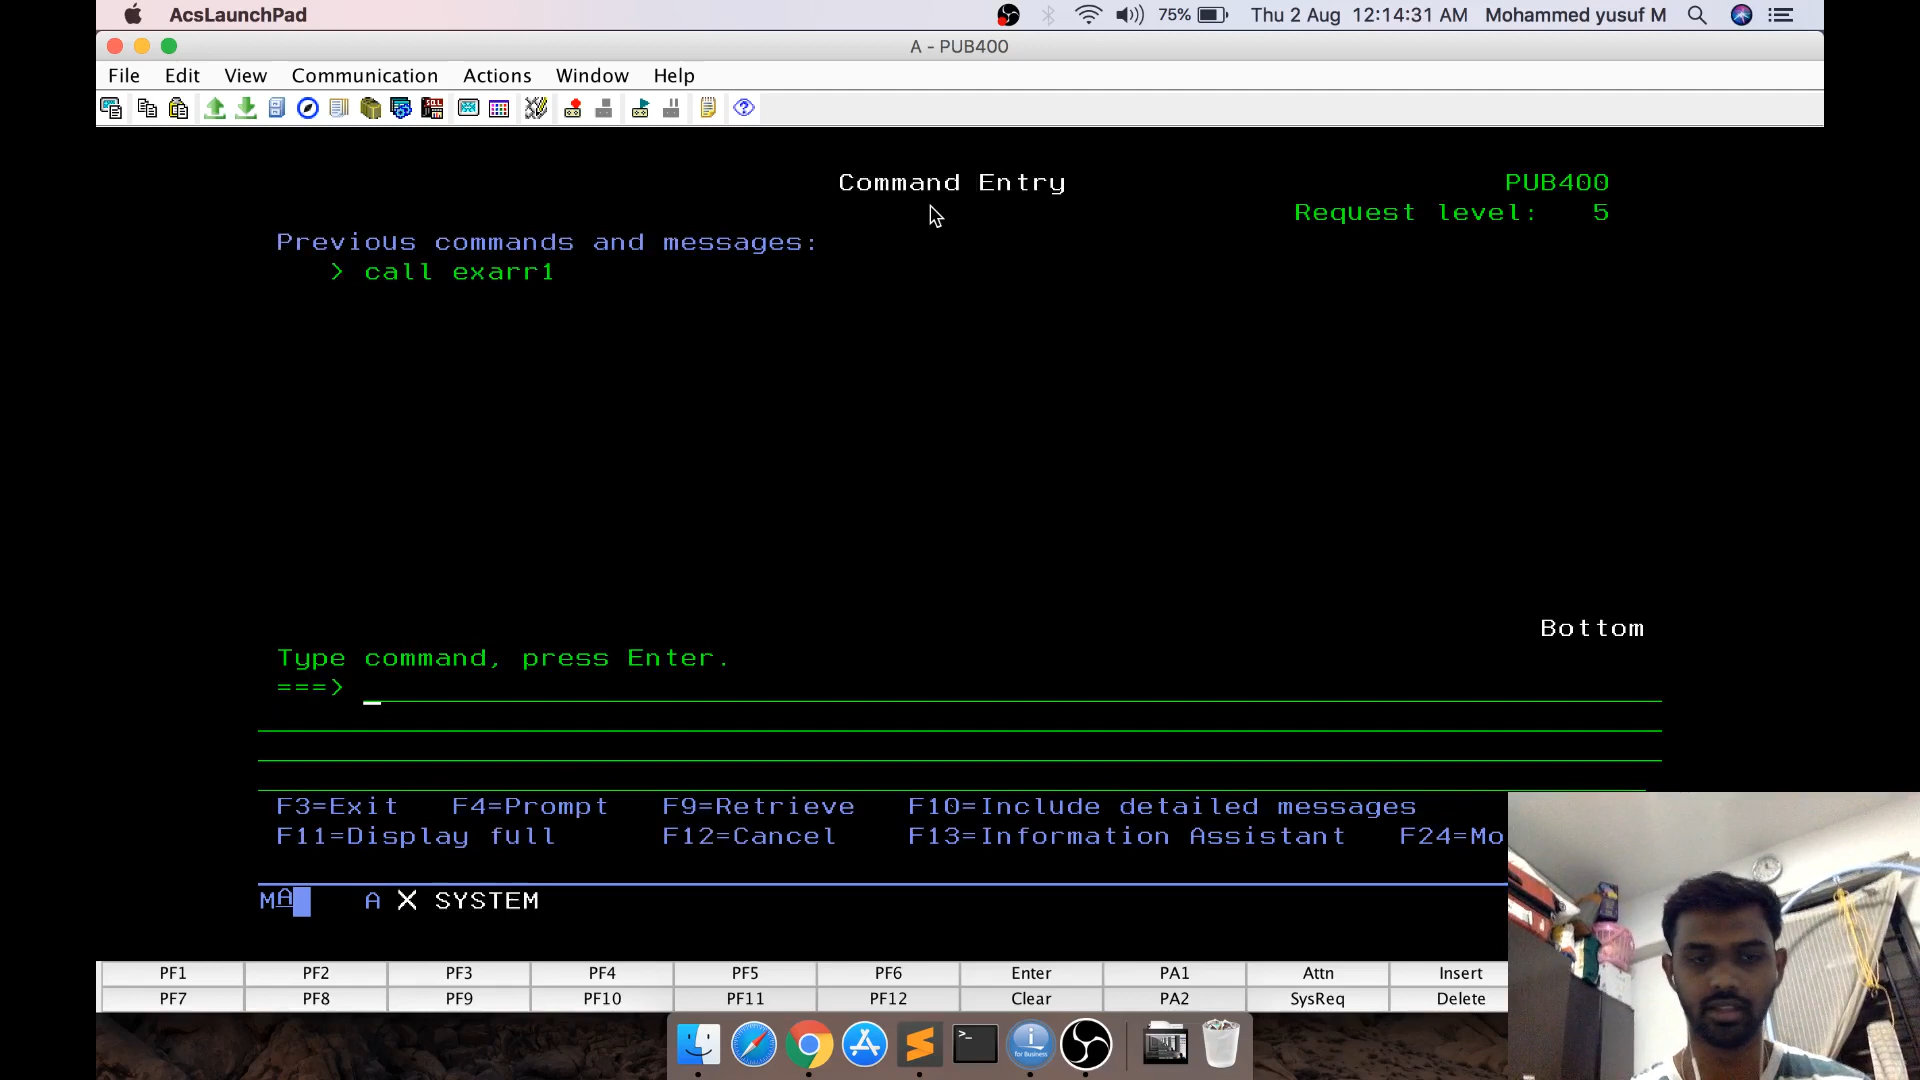 AcsLaunchPad 75% Thu 2 Aug 12:14:31 AM Mohammed yusuf M
A - PUB400
File Edit View Communication Actions Window Help
SQL
Command Entry PUB400
Request level: 5
Previous commands and messages:
> call exarr1
Bottom
Type command, press Enter.
===>
F3=Exit F4=Prompt F9=Retrieve F10=Include detailed messages
F11=Display full F12=Cancel F13=Information Assistant F24=Mo
MA A X SYSTEM
PF1 PF2 PF3 PF4 PF5 PF6 Enter PA1 Attn Insert
PF7 PF8 PF9 PF10 PF11 PF12 Clear PA2 SysReq Delete
>_ i
for Business